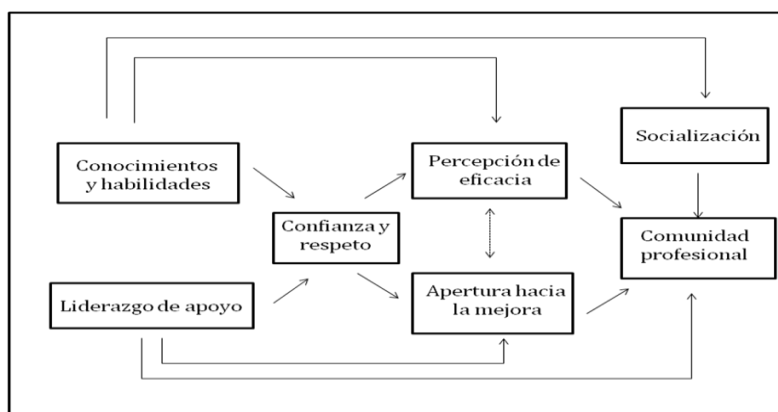 Conocimientos
y habilidades
Liderazgo de apoyo
Confianza y
respeto
Percepción de
eficacia
Apertura hacia
la mejora
Socialización
Comunidad
profesional